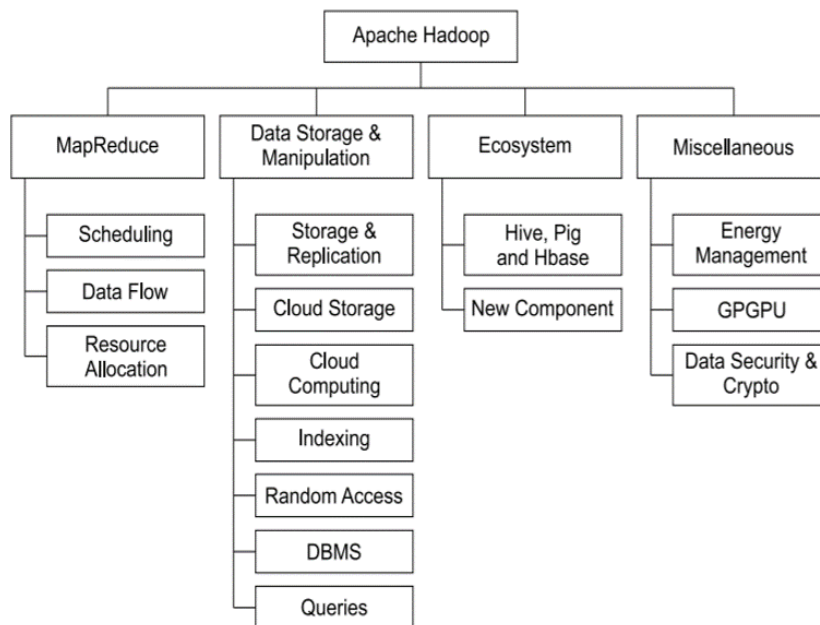 Apache Hadoop
MapReduce
Scheduling
Data Flow
Resource
Allocation
Data Storage &
Manipulation
Storage &
Replication
Cloud Storage
Cloud
Computing
Indexing
Random Access
DBMS
Queries
Ecosystem
Hive, Pig
and Hbase
New Component
Miscellaneous
Energy
Management
GPGPU
Data Security &
Crypto